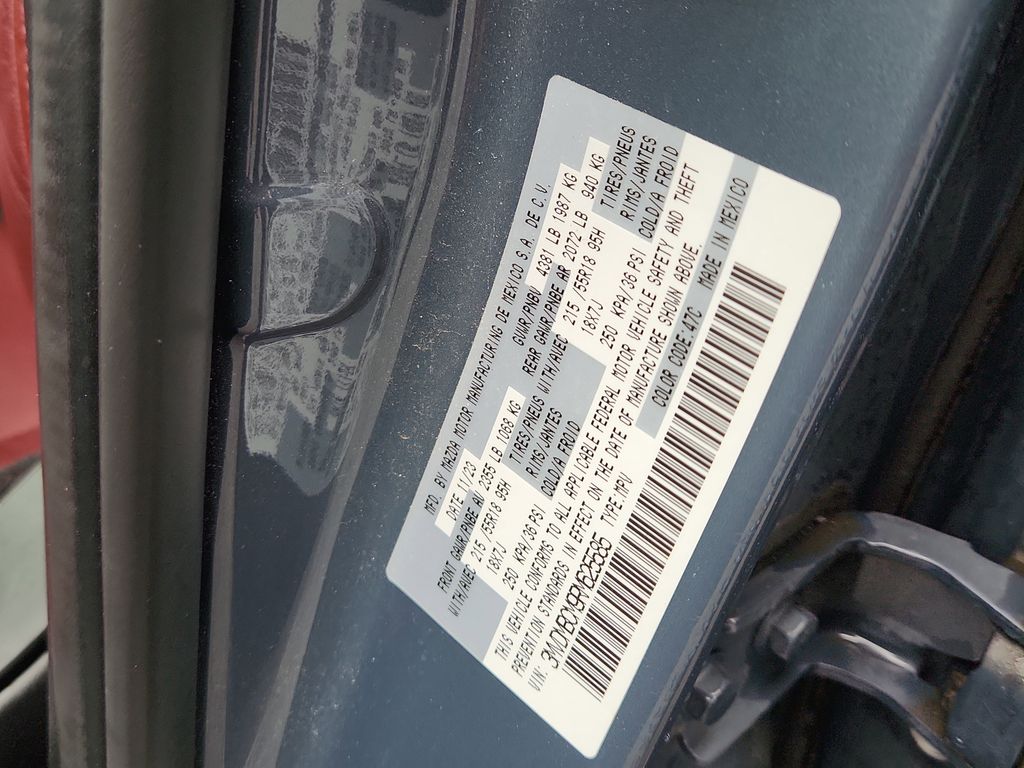 MFD. BY MAZDA MOTOR MANUFACTURING DE MEXICO S.A. DE C.V.
DATE 11/23 GVWR/PNBV 4381 LB 1987 KG
FRONT GAWR/PNBE AV 2355 LB 1068 KG REAR GAWR/PNBE AR 2072 LB 940 KG
WITH/AVEC 215 /55R18 95H TIRES/PNEUS WITH/AVEC 215 /55R18 95H TIRES/PNEUS
18X7J RIMS/JANTES 18X7J RIMS/JANTES
250 KPA/36 PSI COLD/A FROID 250 KPA/36 PSI COLD/A FROID
THIS VEHICLE CONFORMS TO ALL APPLICABLE FEDERAL MOTOR VEHICLE SAFETY AND THEFT
PREVENTION STANDARDS IN EFFECT ON THE DATE OF MANUFACTURE SHOWN ABOVE.
VIN: TYPE:MPV COLOR CODE:47C MADE IN MEXICO